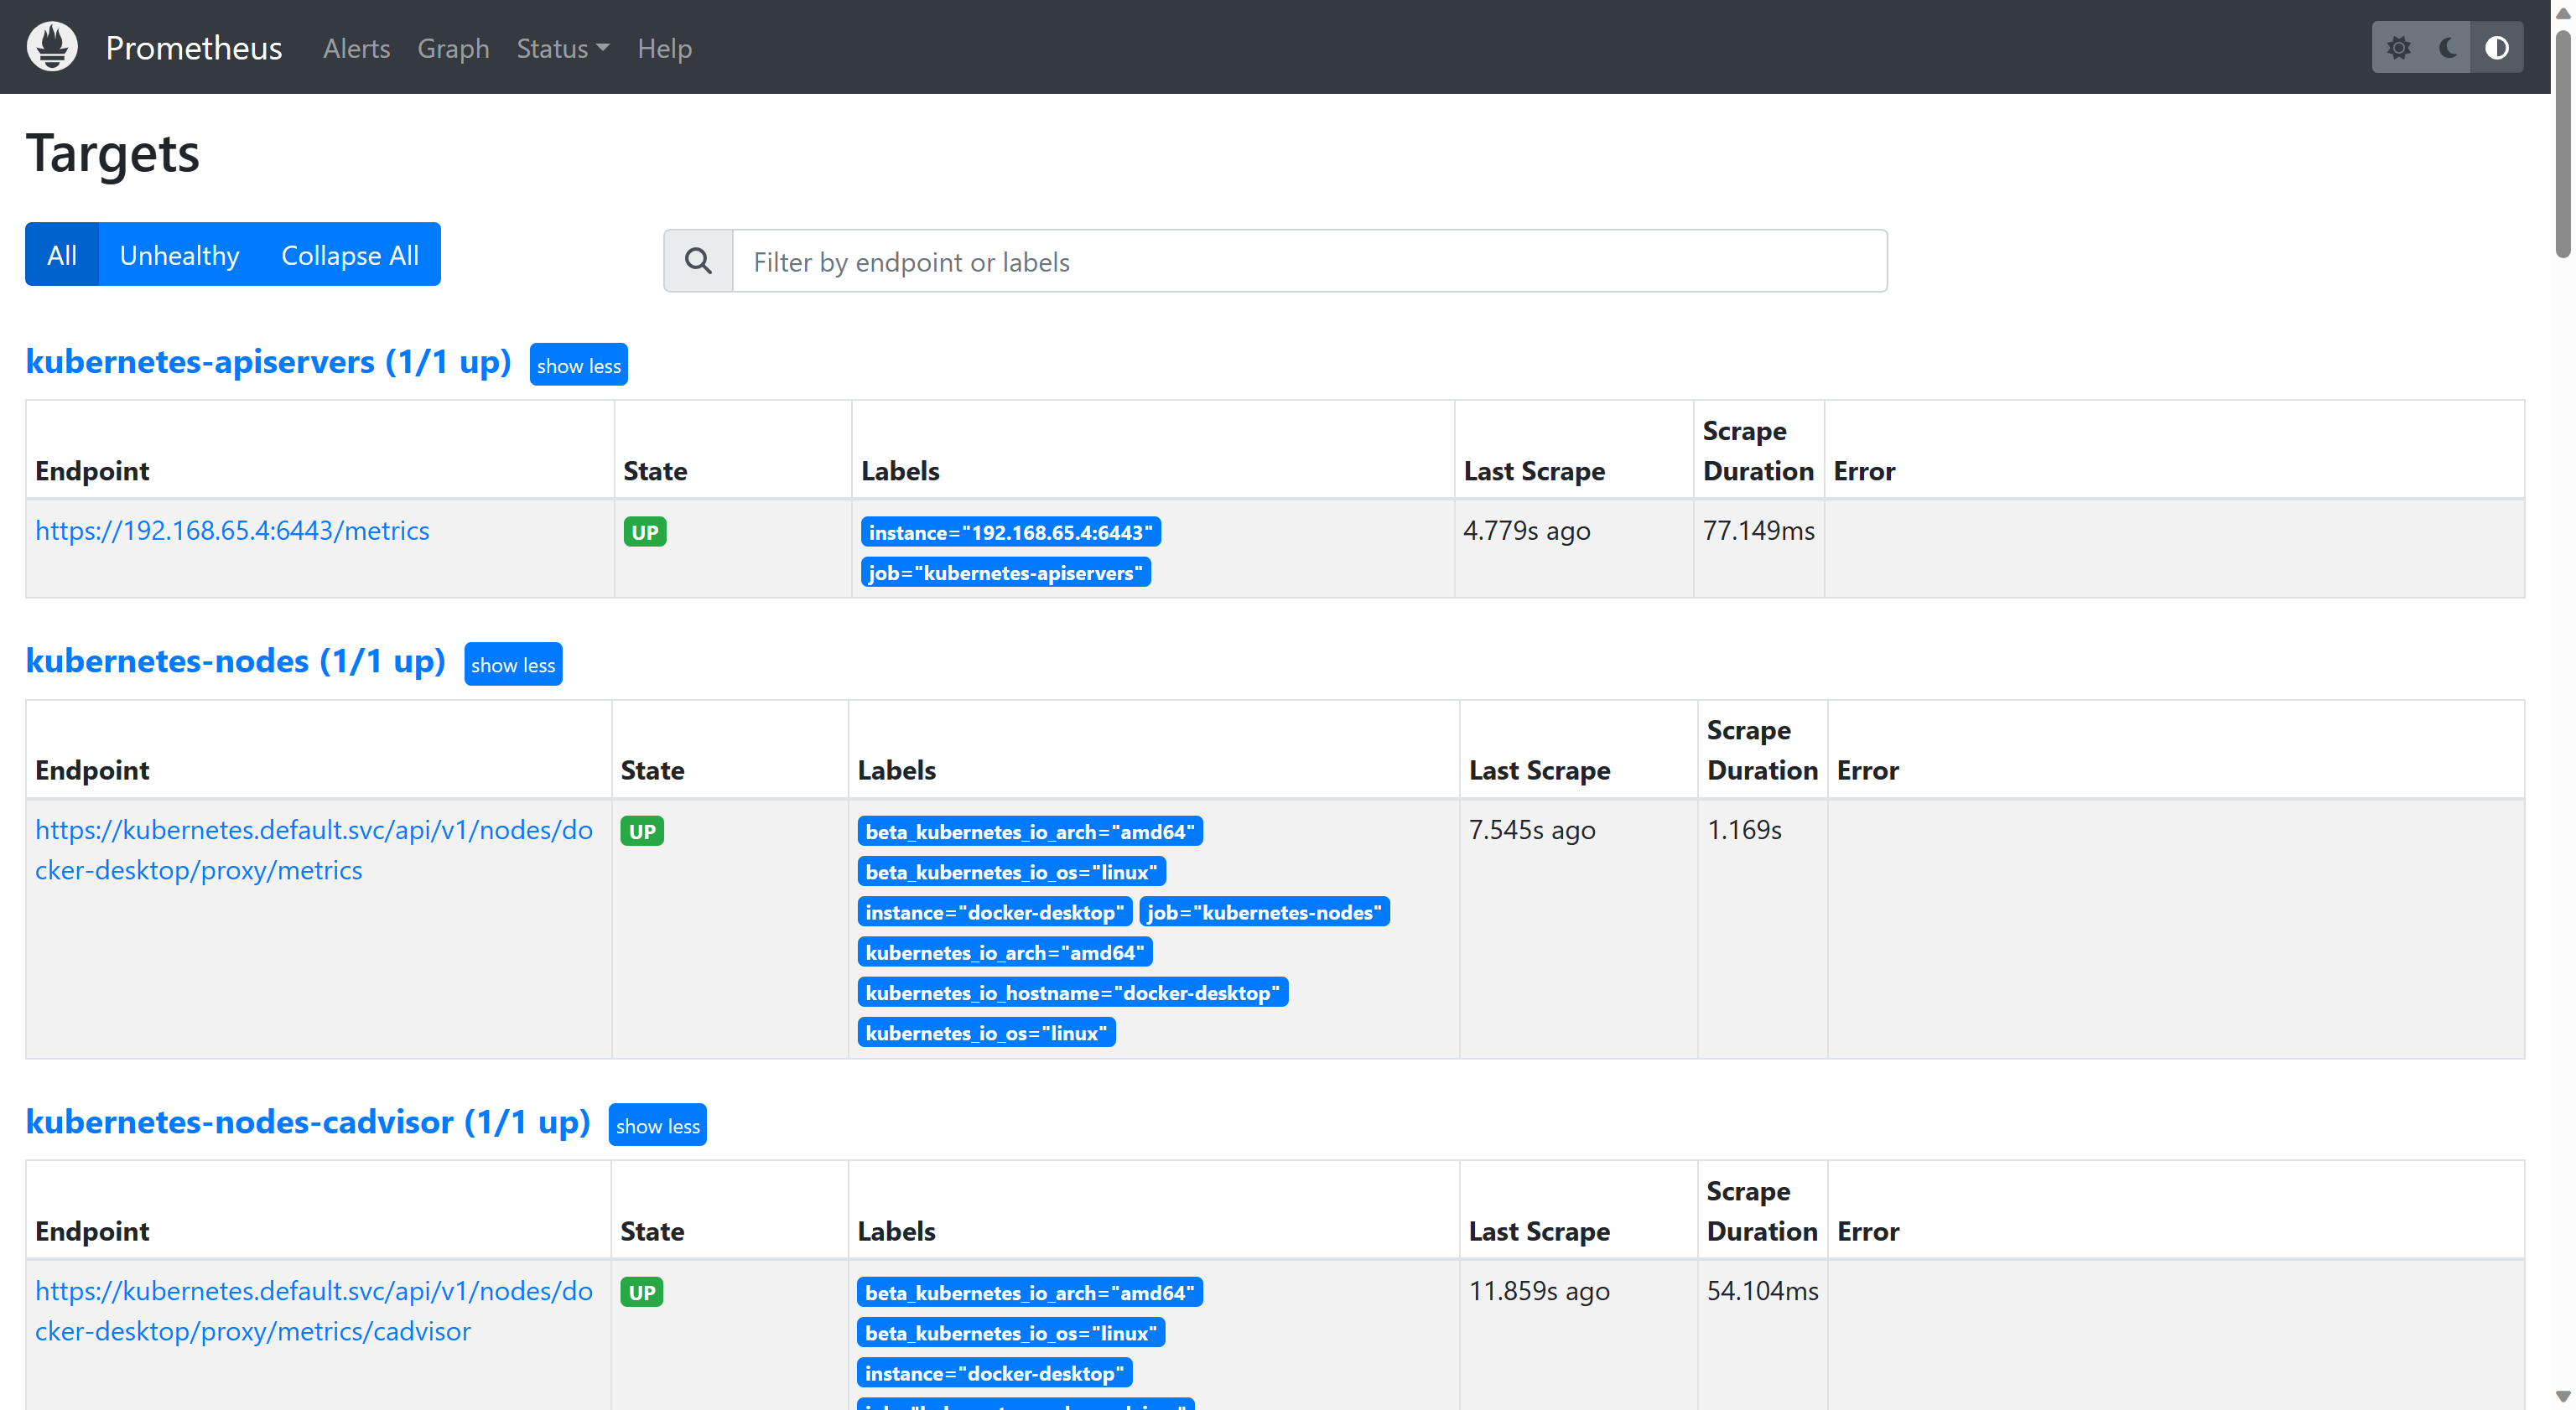 Prometheus Alerts Graph Status Help
Targets
All Unhealthy Collapse All
Filter by endpoint or labels
kubernetes-apiservers (1/1 up) show less
Endpoint State Labels Last Scrape Scrape Duration Error
https://192.168.65.4:6443/metrics UP instance="192.168.65.4:6443" 4.779s ago 77.149ms
job="kubernetes-apiservers"
kubernetes-nodes (1/1 up) show less
Endpoint State Labels Last Scrape Scrape Duration Error
https://kubernetes.default.svc/api/v1/nodes/do UP beta_kubernetes_io_arch="amd64" 7.545s ago 1.169s
cker-desktop/proxy/metrics beta_kubernetes_io_os="linux"
instance="docker-desktop" job="kubernetes-nodes"
kubernetes_io_arch="amd64"
kubernetes_io_hostname="docker-desktop"
kubernetes_io_os="linux"
kubernetes-nodes-cadvisor (1/1 up) show less
Endpoint State Labels Last Scrape Scrape Duration Error
https://kubernetes.default.svc/api/v1/nodes/do UP beta_kubernetes_io_arch="amd64" 11.859s ago 54.104ms
cker-desktop/proxy/metrics/cadvisor beta_kubernetes_io_os="linux"
instance="docker-desktop"